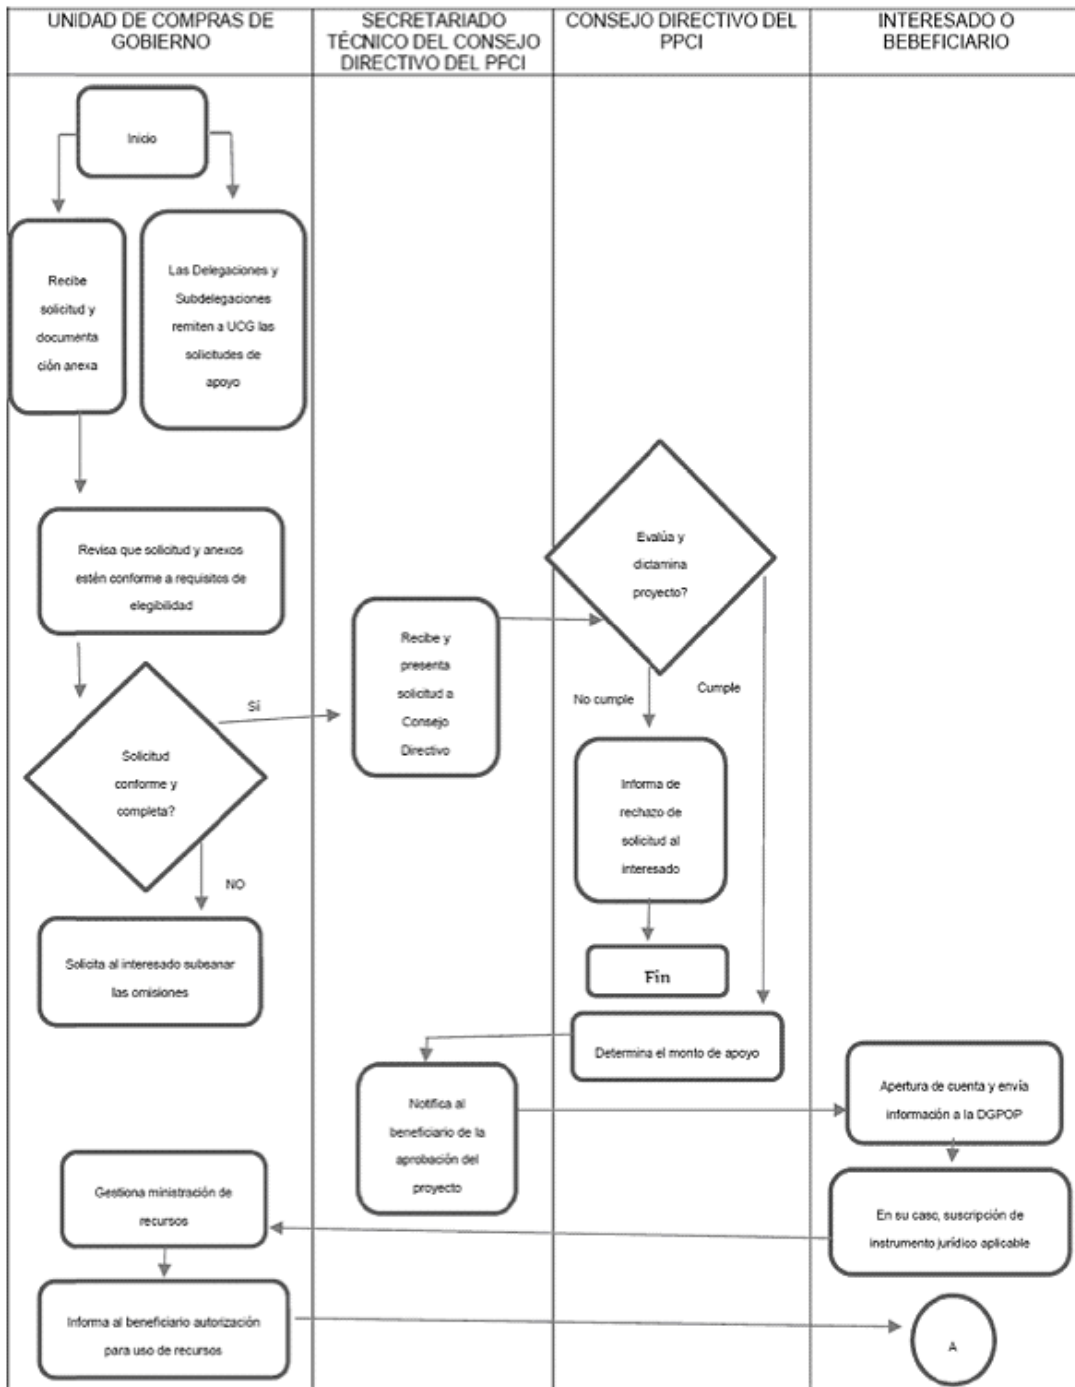 UNIDAD DE COMPRAS DE
GOBIERNO
SECRETARIADO
TÉCNICO DEL CONSEJO
DIRECTIVO DEL PFCI
CONSEJO DIRECTIVO DEL
PPCI
INTERESADO O
BEBEFICIARIO
Inicio
Recibe
solicitud y
documenta
ción anexa
Las Delegaciones y
Subdelegaciones
remiten a UCG las
solicitudes de
apoyo
Revisa que solicitud y anexos
estén conforme a requisitos de
elegibilidad
Solicitud
conforme y
completa?
Sí
NO
Solicita al interesado subsanar
las omisiones
Recibe y
presenta
solicitud a
Consejo
Directivo
Evalúa y
dictamina
proyecto?
No cumple
Cumple
Informa de
rechazo de
solicitud al
interesado
Fin
Determina el monto de apoyo
Notifica al
beneficiario de la
aprobación del
proyecto
Apertura de cuenta y envía
información a la DGPOP
En su caso, suscripción de
instrumento jurídico aplicable
Gestiona ministración de
recursos
Informa al beneficiario autorización
para uso de recursos
A